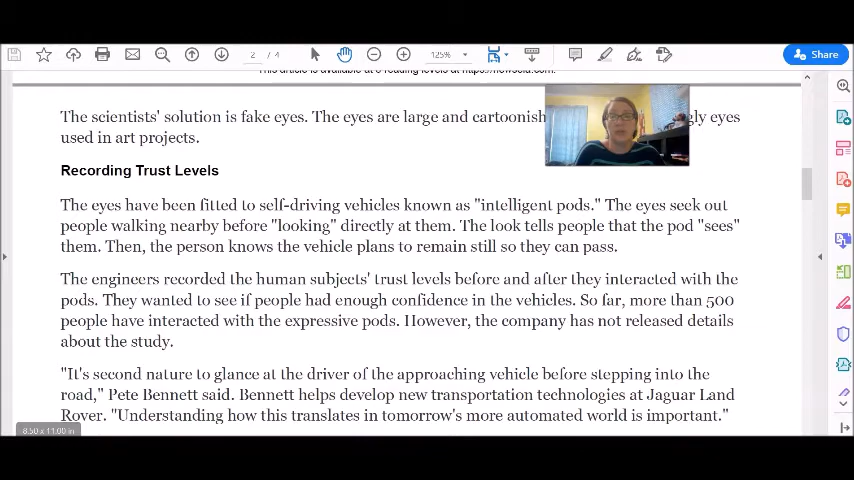 2 / 4
125%
Share
This article is available at 5 reading levels at https://newsela.com.
The scientists' solution is fake eyes. The eyes are large and cartoonish
gly eyes
used in art projects.
Recording Trust Levels
The eyes have been fitted to self-driving vehicles known as "intelligent pods." The eyes seek out
people walking nearby before "looking" directly at them. The look tells people that the pod "sees"
them. Then, the person knows the vehicle plans to remain still so they can pass.
The engineers recorded the human subjects' trust levels before and after they interacted with the
pods. They wanted to see if people had enough confidence in the vehicles. So far, more than 500
people have interacted with the expressive pods. However, the company has not released details
about the study.
"It's second nature to glance at the driver of the approaching vehicle before stepping into the
road," Pete Bennett said. Bennett helps develop new transportation technologies at Jaguar Land
Rover. "Understanding how this translates in tomorrow's more automated world is important."
8.50 x 11.00 in